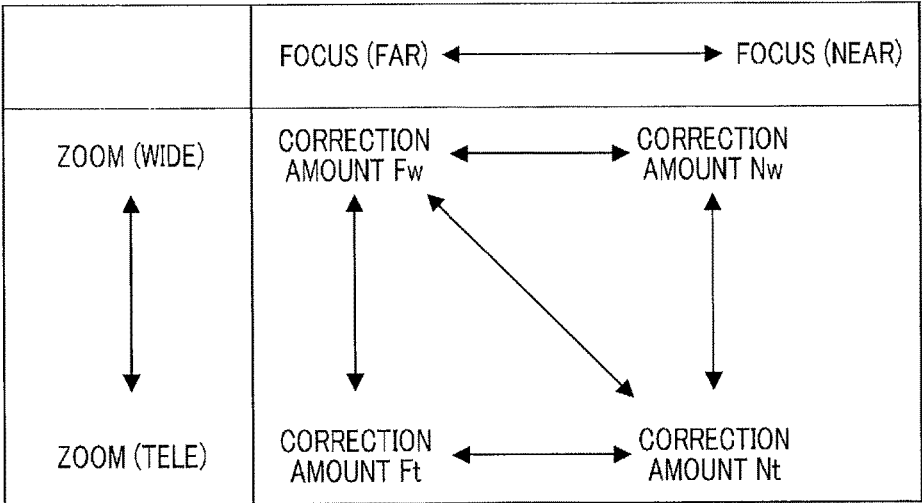 FOCUS (FAR) FOCUS (NEAR)
ZOOM (WIDE)
CORRECTION
AMOUNT Fw
CORRECTION
AMOUNT Nw
ZOOM (TELE)
CORRECTION
AMOUNT Ft
CORRECTION
AMOUNT Nt